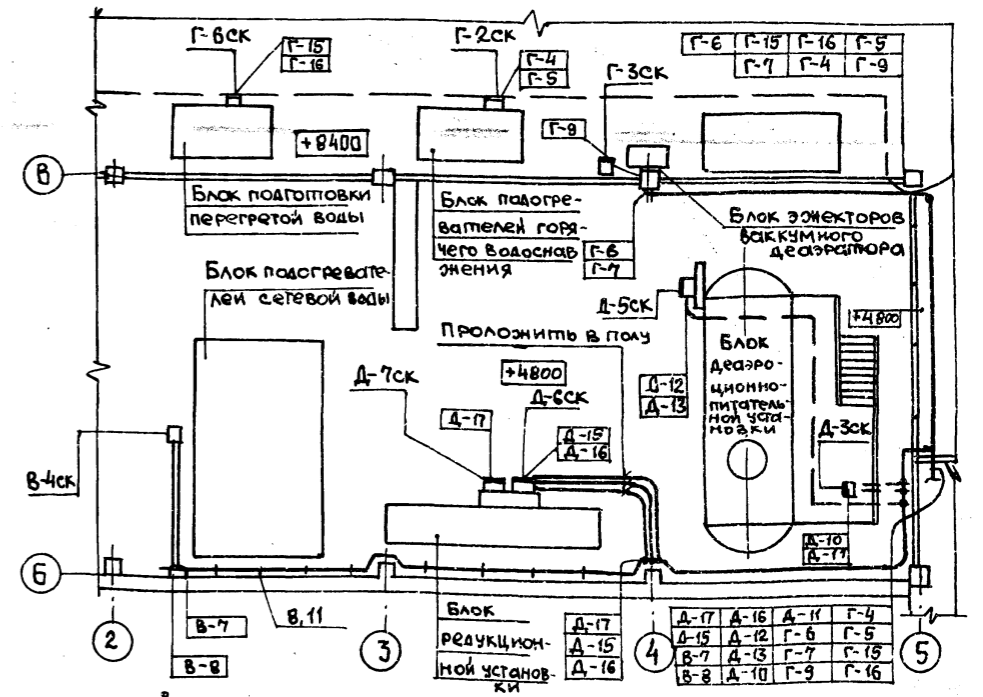 Г-6СК
Г-15
Г-16
Г-2СК
Г-4
Г-5
Г-3СК
Г-6 Г-15 Г-16 Г-5
Г-7 Г-4 Г-9
Г-9
+8400
В
Блок подготовки
перегретой воды
Блок подогре-
вателей горя-
чего водоснаб
жения
Г-6
Г-7
Блок эжекторов
ваккумного
деаэратора
Блок подогревате-
лей сетевой воды
Д-5СК
+4800
Проложить в полу
Блок
деаэра-
ционно-
питатель-
ной уста-
новки
Д-7СК
+4800
Д-6СК
Д-12
Д-13
Д-17
Д-15
Д-16
Д-3СК
В-4СК
Д-10
Д-11
Б
2
3
4
5
В-7
В-8
В,11
Блок
редукцион-
ной установ-
ки
Д-17
Д-15
Д-16
Д-17 Д-16 Д-11 Г-4
Д-15 Д-12 Г-6 Г-5
В-7 Д-13 Г-7 Г-15
В-8 Д-10 Г-9 Г-16